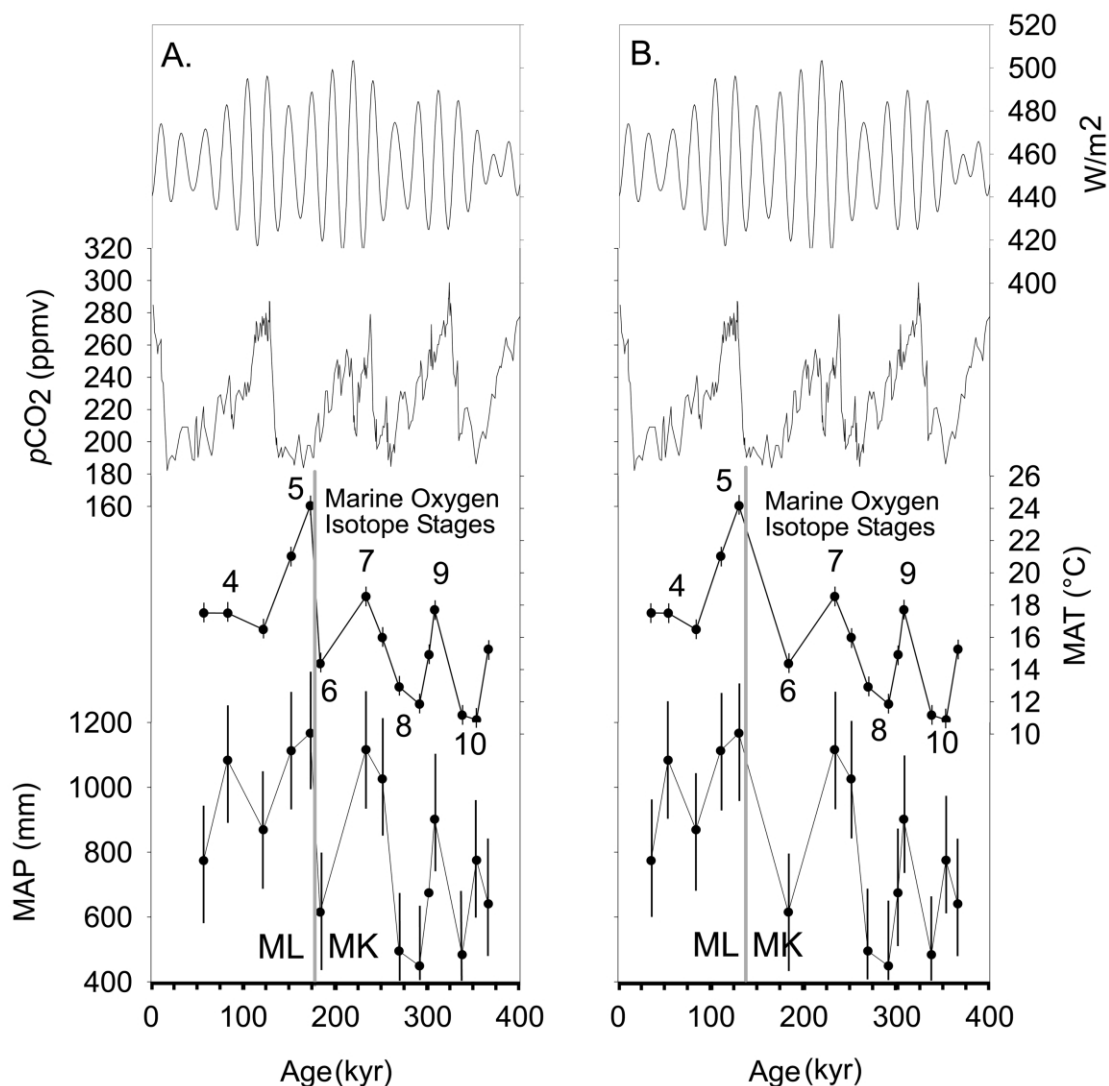 A.
B.
520
500
480
460
440
420
400
W/m2
320
300
280
260
240
220
200
180
160
pCO2 (ppmv)
5
Marine Oxygen
Isotope Stages
4
7
9
6
8
10
5
Marine Oxygen
Isotope Stages
4
7
9
6
8
10
26
24
22
20
18
16
14
12
10
MAT (°C)
1200
1000
800
600
400
MAP (mm)
ML MK
ML MK
0 100 200 300 400
0 100 200 300 400
Age (kyr)
Age (kyr)